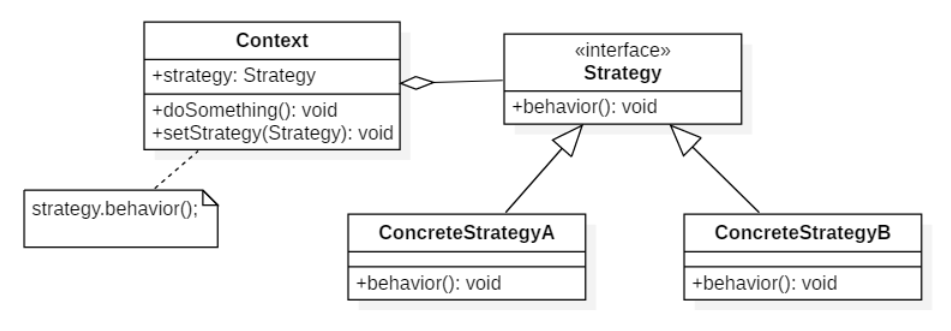 Context
+strategy: Strategy
+doSomething(): void
+setStrategy(Strategy): void
«interface»
Strategy
+behavior(): void
strategy.behavior();
ConcreteStrategyA
+behavior(): void
ConcreteStrategyB
+behavior(): void